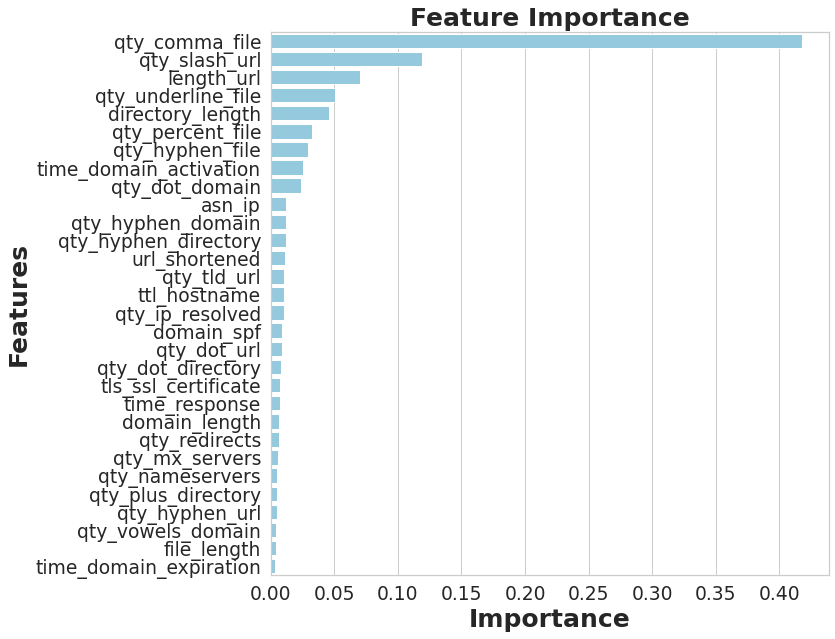 Feature Importance
qty_comma_file
qty_slash_url
length_url
qty_underline_file
directory_length
qty_percent_file
qty_hyphen_file
time_domain_activation
qty_dot_domain
asn_ip
qty_hyphen_domain
qty_hyphen_directory
url_shortened
qty_tld_url
ttl_hostname
qty_ip_resolved
domain_spf
qty_dot_url
qty_dot_directory
tls_ssl_certificate
time_response
domain_length
qty_redirects
qty_mx_servers
qty_nameservers
qty_plus_directory
qty_hyphen_url
qty_vowels_domain
file_length
time_domain_expiration
Features
0.00 0.05 0.10 0.15 0.20 0.25 0.30 0.35 0.40
Importance